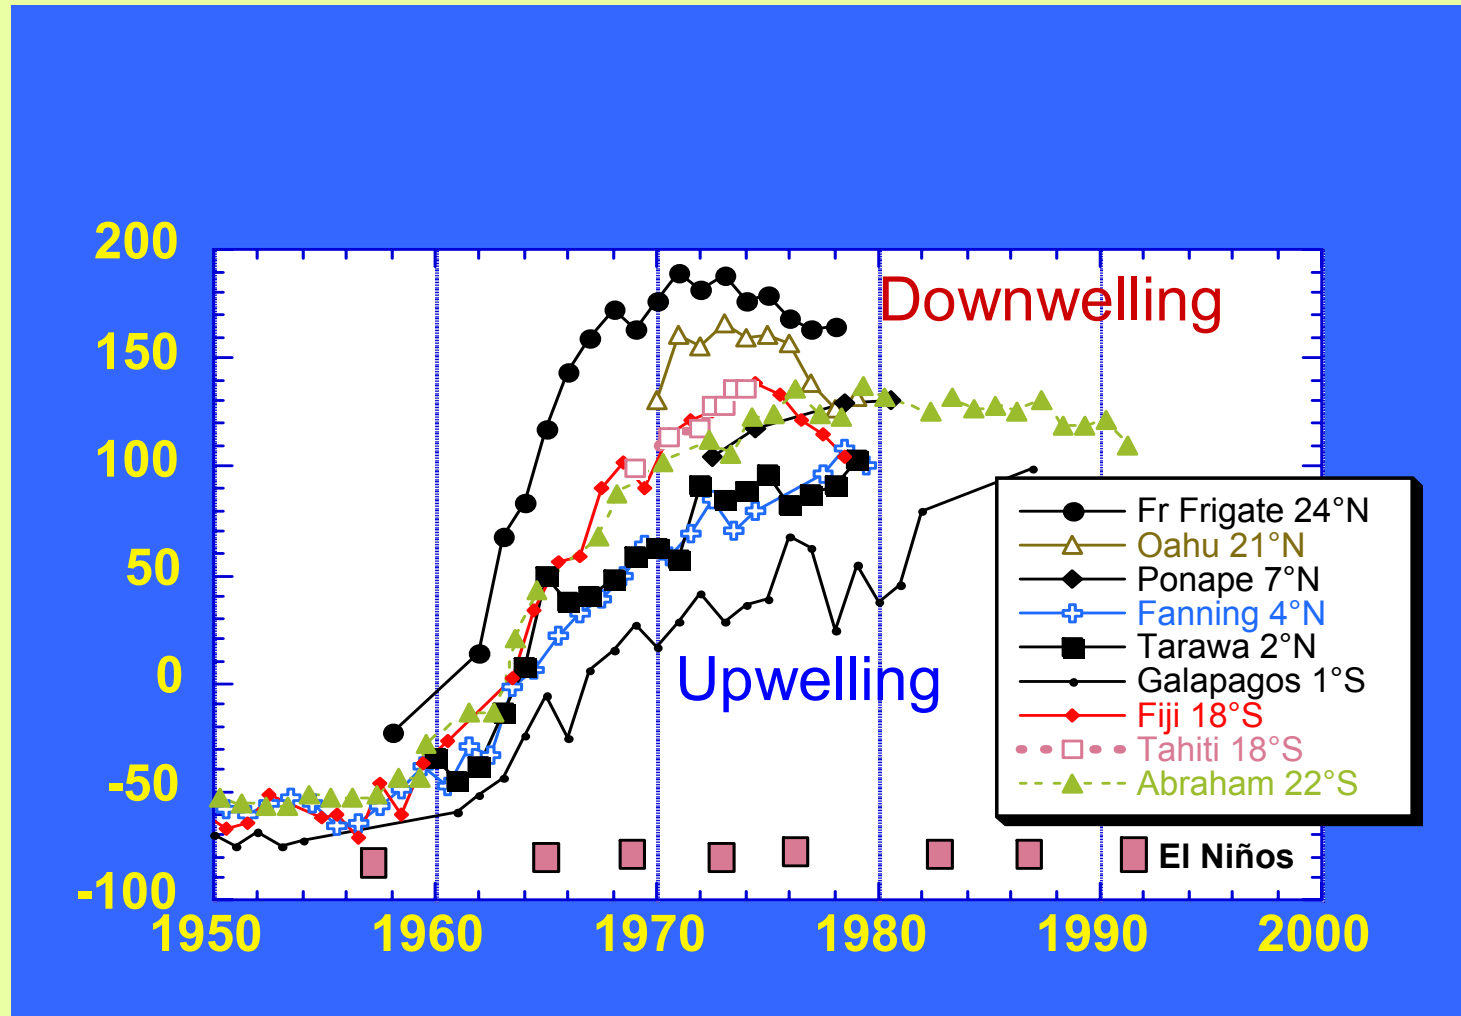 200
150
100
50
0
-50
-100
1950 1960 1970 1980 1990 2000
Downwelling
Upwelling
Fr Frigate 24°N
Oahu 21°N
Ponape 7°N
Fanning 4°N
Tarawa 2°N
Galapagos 1°S
Fiji 18°S
Tahiti 18°S
Abraham 22°S
El Niños